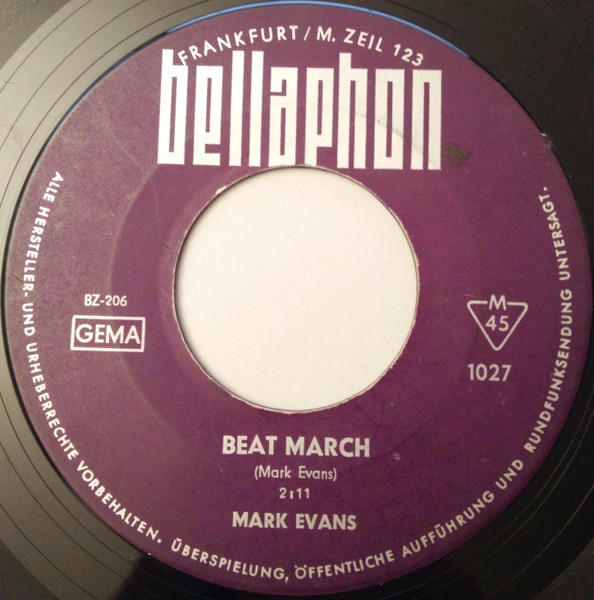 FRANKFURT/M. ZEIL 123
bellaphon
BZ-206
GEMA
M
45
1027
BEAT MARCH
(Mark Evans)
2:11
MARK EVANS
ALLE HERSTELLER- UND URHEBERRECHTE VORBEHALTEN. ÜBERSPIELUNG, ÖFFENTLICHE AUFFÜHRUNG UND RUNDFUNKSENDUNG UNTERSAGT.